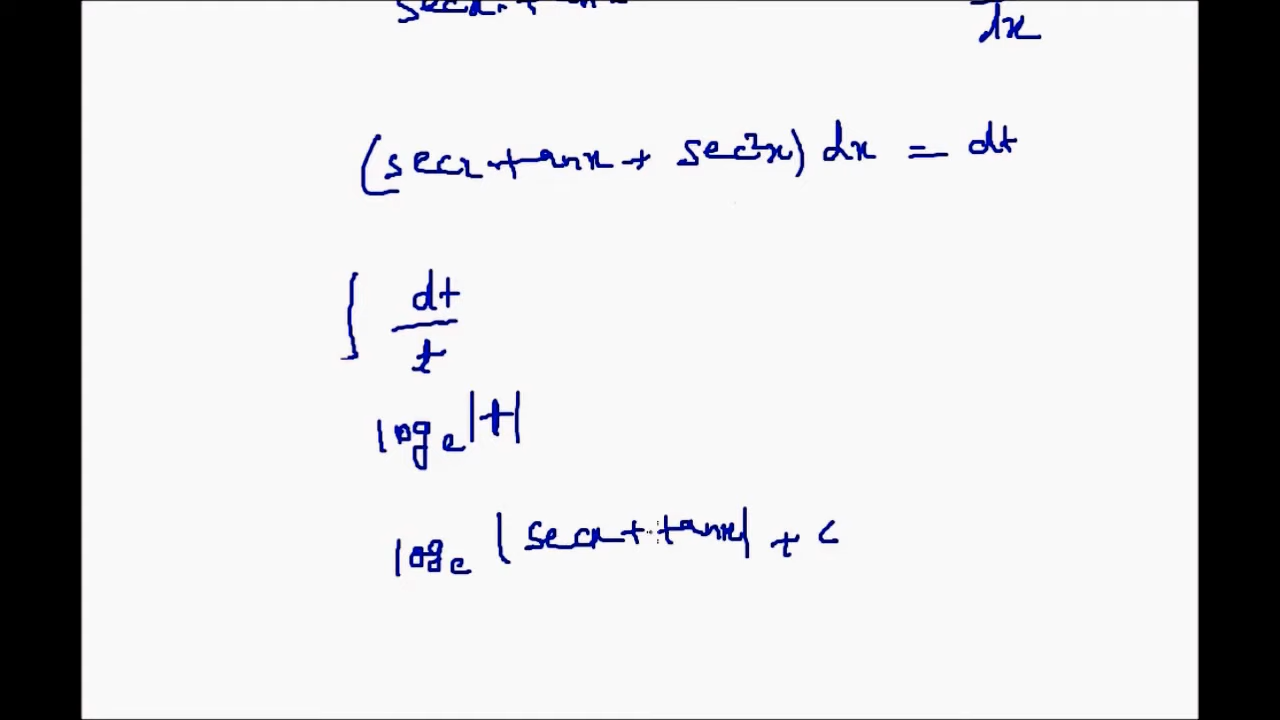 dx
(secx tanx + sec²x) dx = dt
∫ dt/t
logₑ|t|
logₑ |secx + tanx| + c